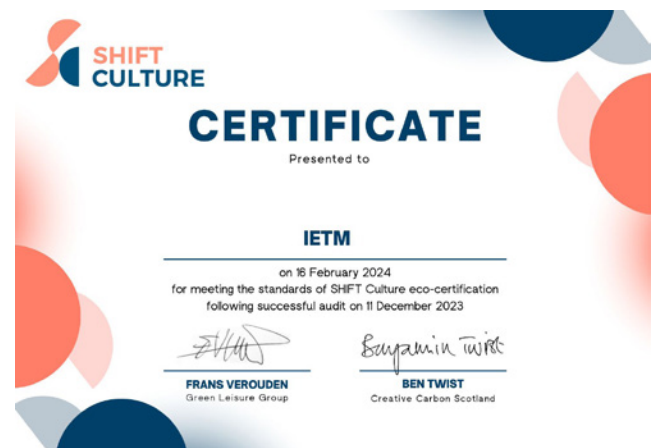 SHIFT
CULTURE
CERTIFICATE
Presented to
IETM
on 16 February 2024
for meeting the standards of SHIFT Culture eco-certification
following successful audit on 11 December 2023
Benjamin Twist
FRANS VEROUDEN
BEN TWIST
Green Leisure Group
Creative Carbon Scotland